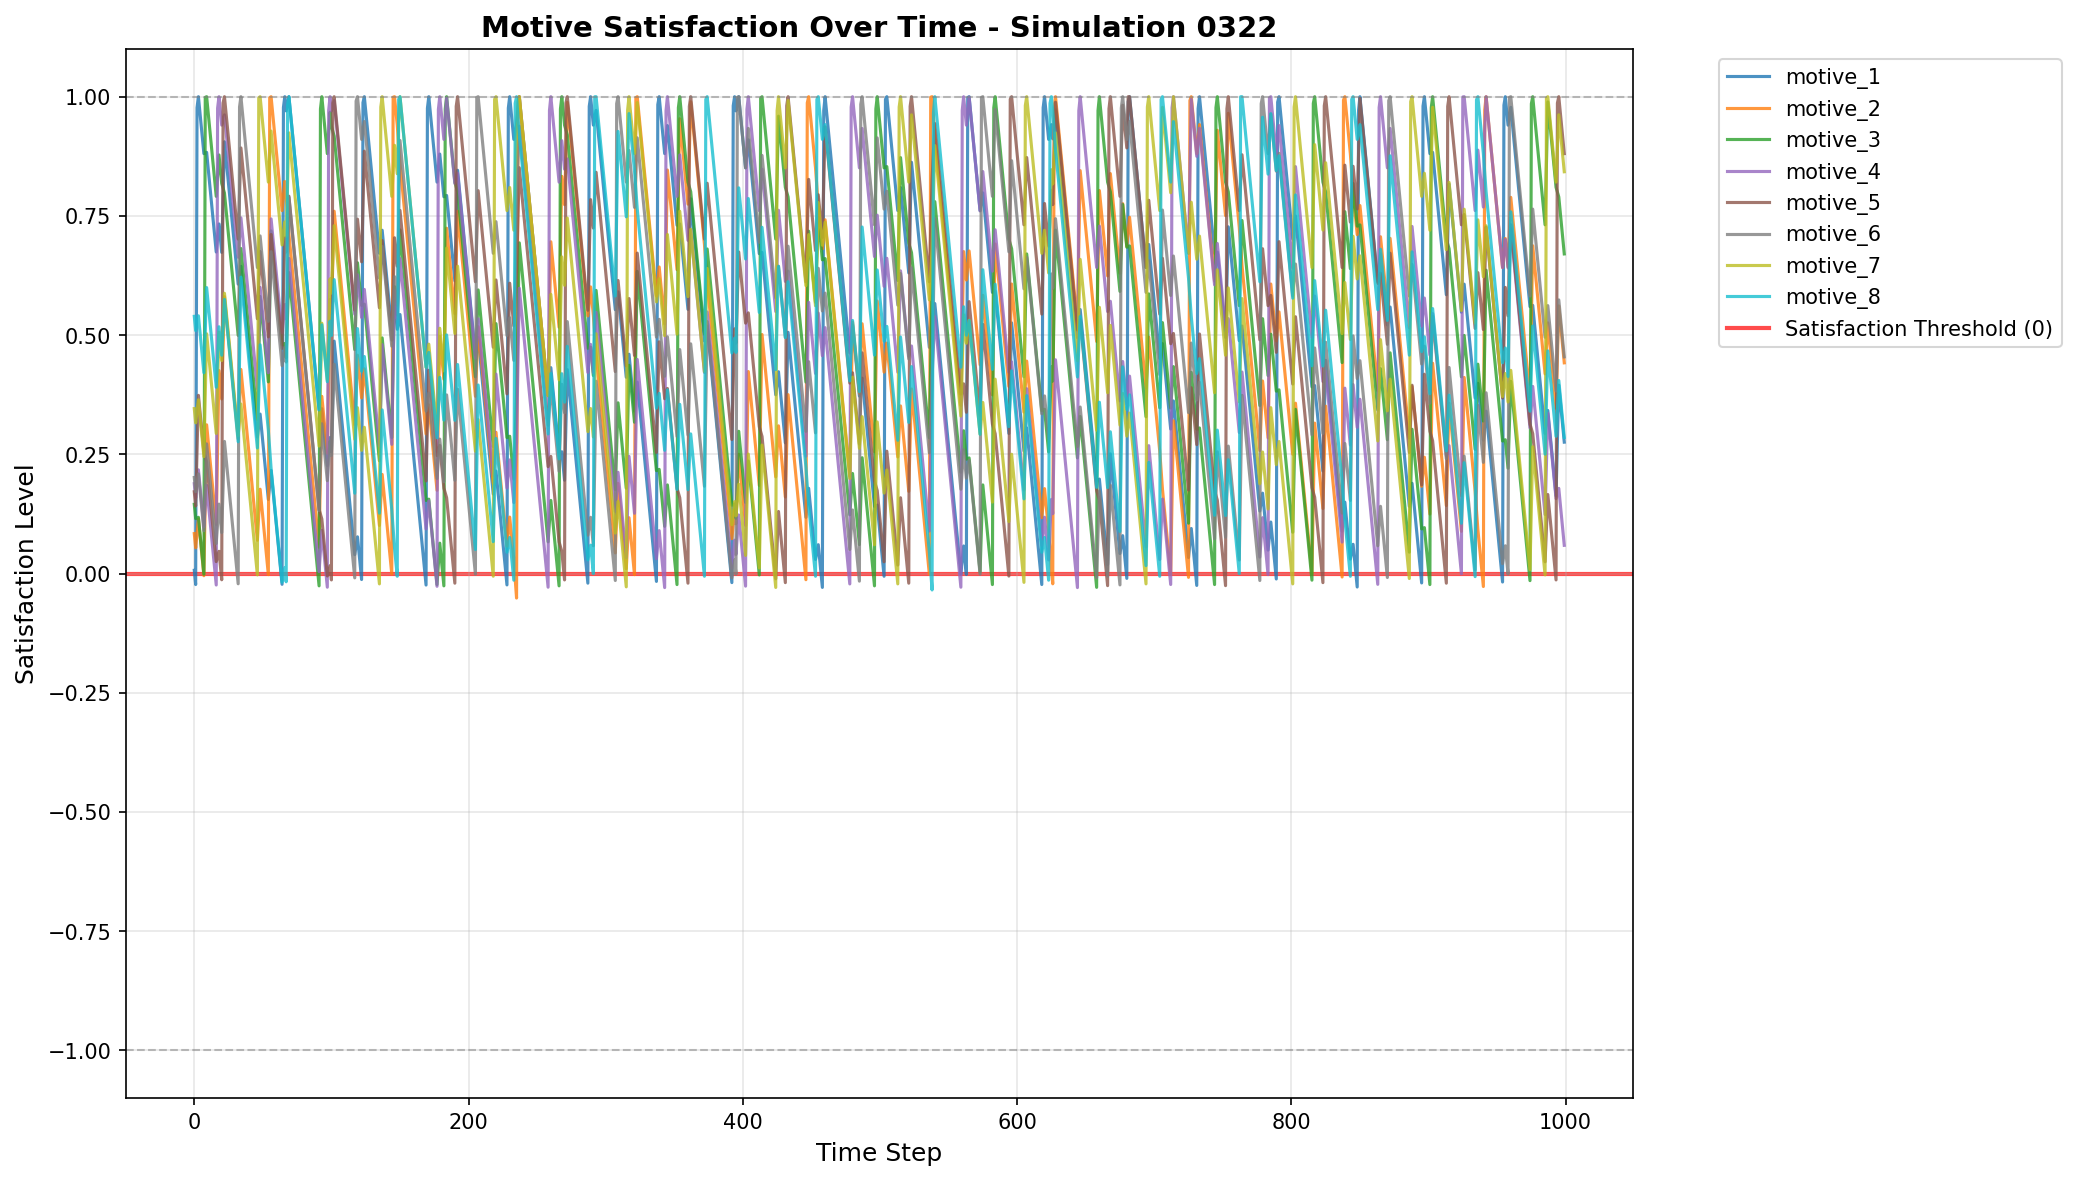 Motive Satisfaction Over Time - Simulation 0322
1.00
0.75
0.50
0.25
0.00
−0.25
−0.50
−0.75
−1.00
Satisfaction Level
0
200
400
600
800
1000
Time Step
motive_1
motive_2
motive_3
motive_4
motive_5
motive_6
motive_7
motive_8
Satisfaction Threshold (0)